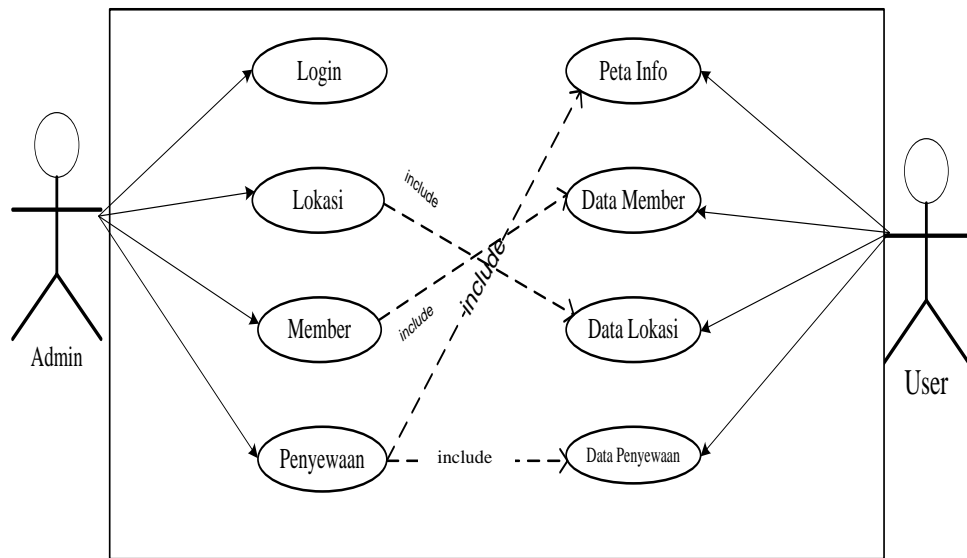 Login
Peta Info
include
Lokasi
Data Member
include
include
Member
Data Lokasi
Admin
User
Penyewaan
include
Data Penyewaan